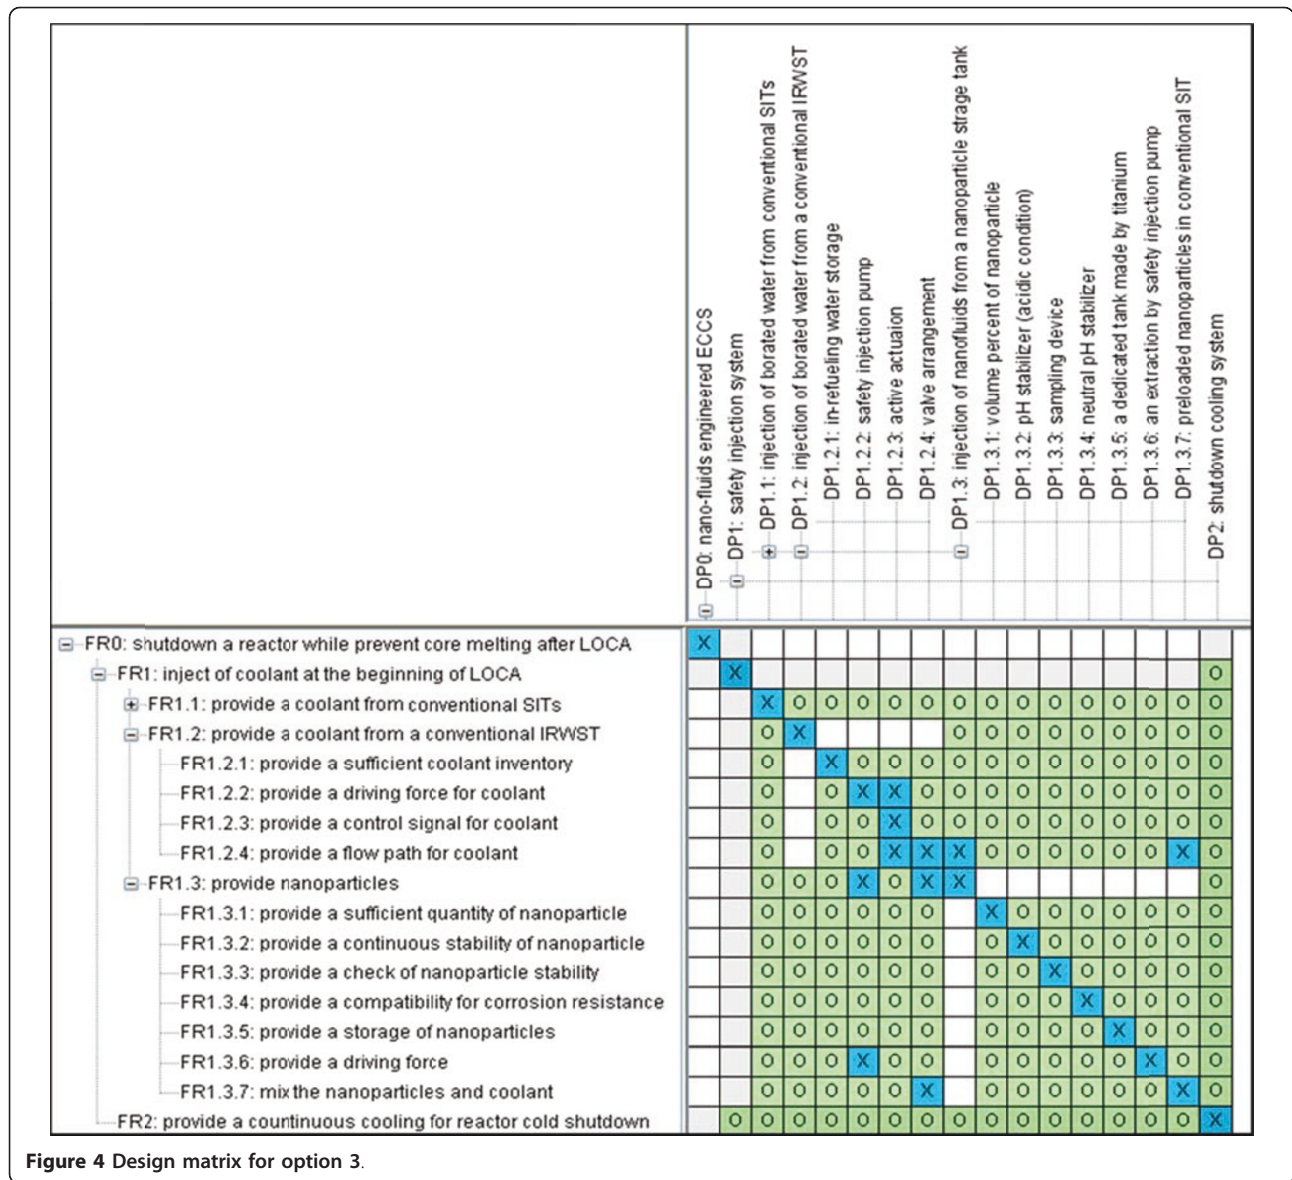 DP0: nano-fluids engineered ECCS
DP1: safety injection system
DP1.1: injection of borated water from conventional SITs
DP1.2: injection of borated water from a conventional IRWST
DP1.2.1: in-refueling water storage
DP1.2.2: safety injection pump
DP1.2.3: active actuaion
DP1.2.4: valve arrangement
DP1.3: injection of nanofluids from a nanoparticle strage tank
DP1.3.1: volume percent of nanoparticle
DP1.3.2: pH stabilizer (acidic condition)
DP1.3.3: sampling device
DP1.3.4: neutral pH stabilizer
DP1.3.5: a dedicated tank made by titanium
DP1.3.6: an extraction by safety injection pump
DP1.3.7: preloaded nanoparticles in conventional SIT
DP2: shutdown cooling system
FR0: shutdown a reactor while prevent core melting after LOCA X
FR1: inject of coolant at the beginning of LOCA X O
FR1.1: provide a coolant from conventional SITs X O O O O O O O O O O O O O O
FR1.2: provide a coolant from a conventional IRWST O X O O O O O O O O O
FR1.2.1: provide a sufficient coolant inventory O X O O O O O O O O O O O O
FR1.2.2: provide a driving force for coolant O O X X O O O O O O O O O O
FR1.2.3: provide a control signal for coolant O O O X O O O O O O O O O O
FR1.2.4: provide a flow path for coolant O O O X X X O O O O O O X O
FR1.3: provide nanoparticles O O O X O X X O
FR1.3.1: provide a sufficient quantity of nanoparticle O O O O O O X O O O O O O O
FR1.3.2: provide a continuous stability of nanoparticle O O O O O O O X O O O O O O
FR1.3.3: provide a check of nanoparticle stability O O O O O O O O X O O O O O
FR1.3.4: provide a compatibility for corrosion resistance O O O O O O O O O X O O O O
FR1.3.5: provide a storage of nanoparticles O O O O O O O O O O X O O O
FR1.3.6: provide a driving force O O O X O O O O O O O X O O
FR1.3.7: mix the nanoparticles and coolant O O O O O X O O O O O O X O
FR2: provide a countinuous cooling for reactor cold shutdown O O O O O O O O O O O O O O O X
Figure 4 Design matrix for option 3.